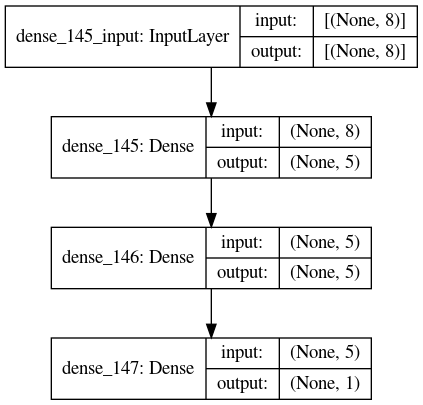 dense_145_input: InputLayer
input: [(None, 8)]
output: [(None, 8)]
dense_145: Dense
input: (None, 8)
output: (None, 5)
dense_146: Dense
input: (None, 5)
output: (None, 5)
dense_147: Dense
input: (None, 5)
output: (None, 1)